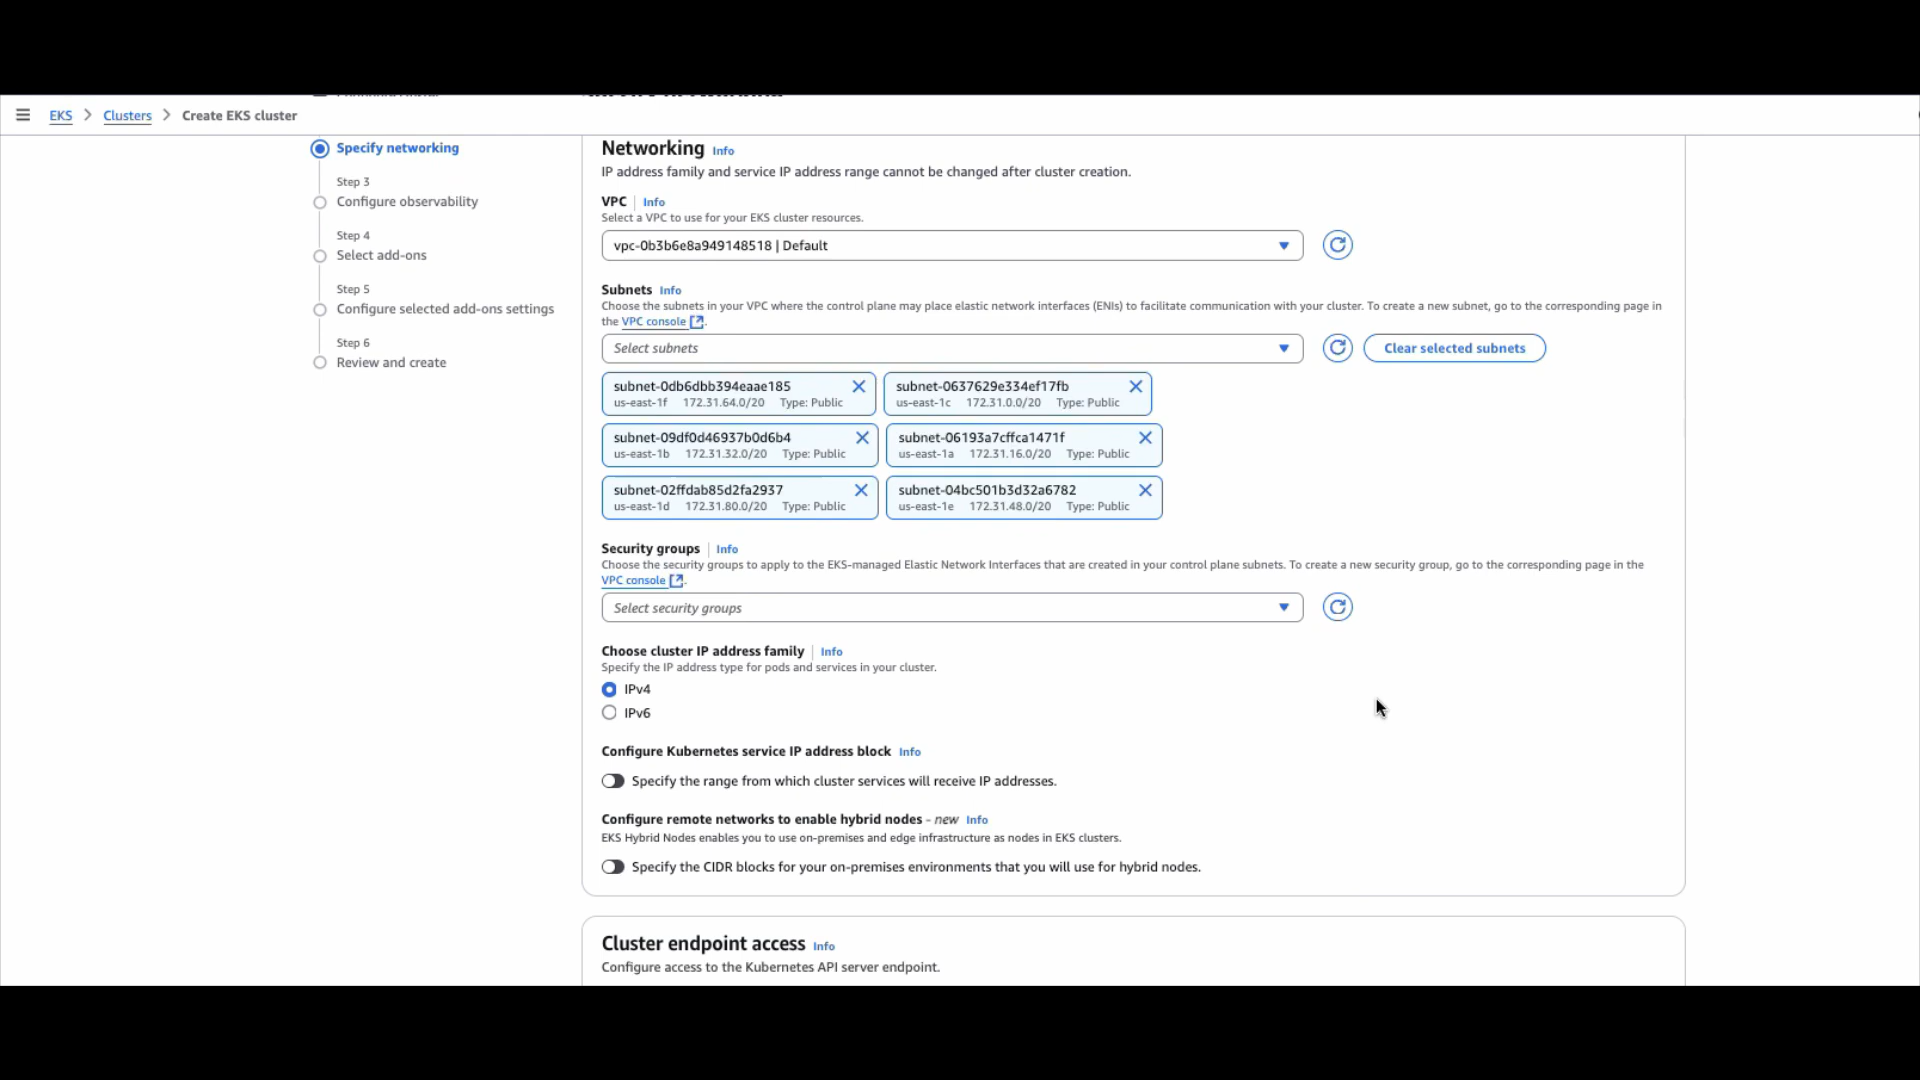 EKS > Clusters > Create EKS cluster
Specify networking
Step 3
Configure observability
Step 4
Select add-ons
Step 5
Configure selected add-ons settings
Step 6
Review and create
Networking Info
IP address family and service IP address range cannot be changed after cluster creation.
VPC | Info
Select a VPC to use for your EKS cluster resources.
vpc-0b3b6e8a949148518 | Default
Subnets Info
Choose the subnets in your VPC where the control plane may place elastic network interfaces (ENIs) to facilitate communication with your cluster. To create a new subnet, go to the corresponding page in
the VPC console.
Select subnets
Clear selected subnets
subnet-0db6dbb394eaae185
us-east-1f 172.31.64.0/20 Type: Public
subnet-0637629e334ef17fb
us-east-1c 172.31.0.0/20 Type: Public
subnet-09df0d46937b0d6b4
us-east-1b 172.31.32.0/20 Type: Public
subnet-06193a7cffca1471f
us-east-1a 172.31.16.0/20 Type: Public
subnet-02ffdab85d2fa2937
us-east-1d 172.31.80.0/20 Type: Public
subnet-04bc501b3d32a6782
us-east-1e 172.31.48.0/20 Type: Public
Security groups | Info
Choose the security groups to apply to the EKS-managed Elastic Network Interfaces that are created in your control plane subnets. To create a new security group, go to the corresponding page in the
VPC console.
Select security groups
Choose cluster IP address family | Info
Specify the IP address type for pods and services in your cluster.
IPv4
IPv6
Configure Kubernetes service IP address block Info
Specify the range from which cluster services will receive IP addresses.
Configure remote networks to enable hybrid nodes - new Info
EKS Hybrid Nodes enables you to use on-premises and edge infrastructure as nodes in EKS clusters.
Specify the CIDR blocks for your on-premises environments that you will use for hybrid nodes.
Cluster endpoint access Info
Configure access to the Kubernetes API server endpoint.